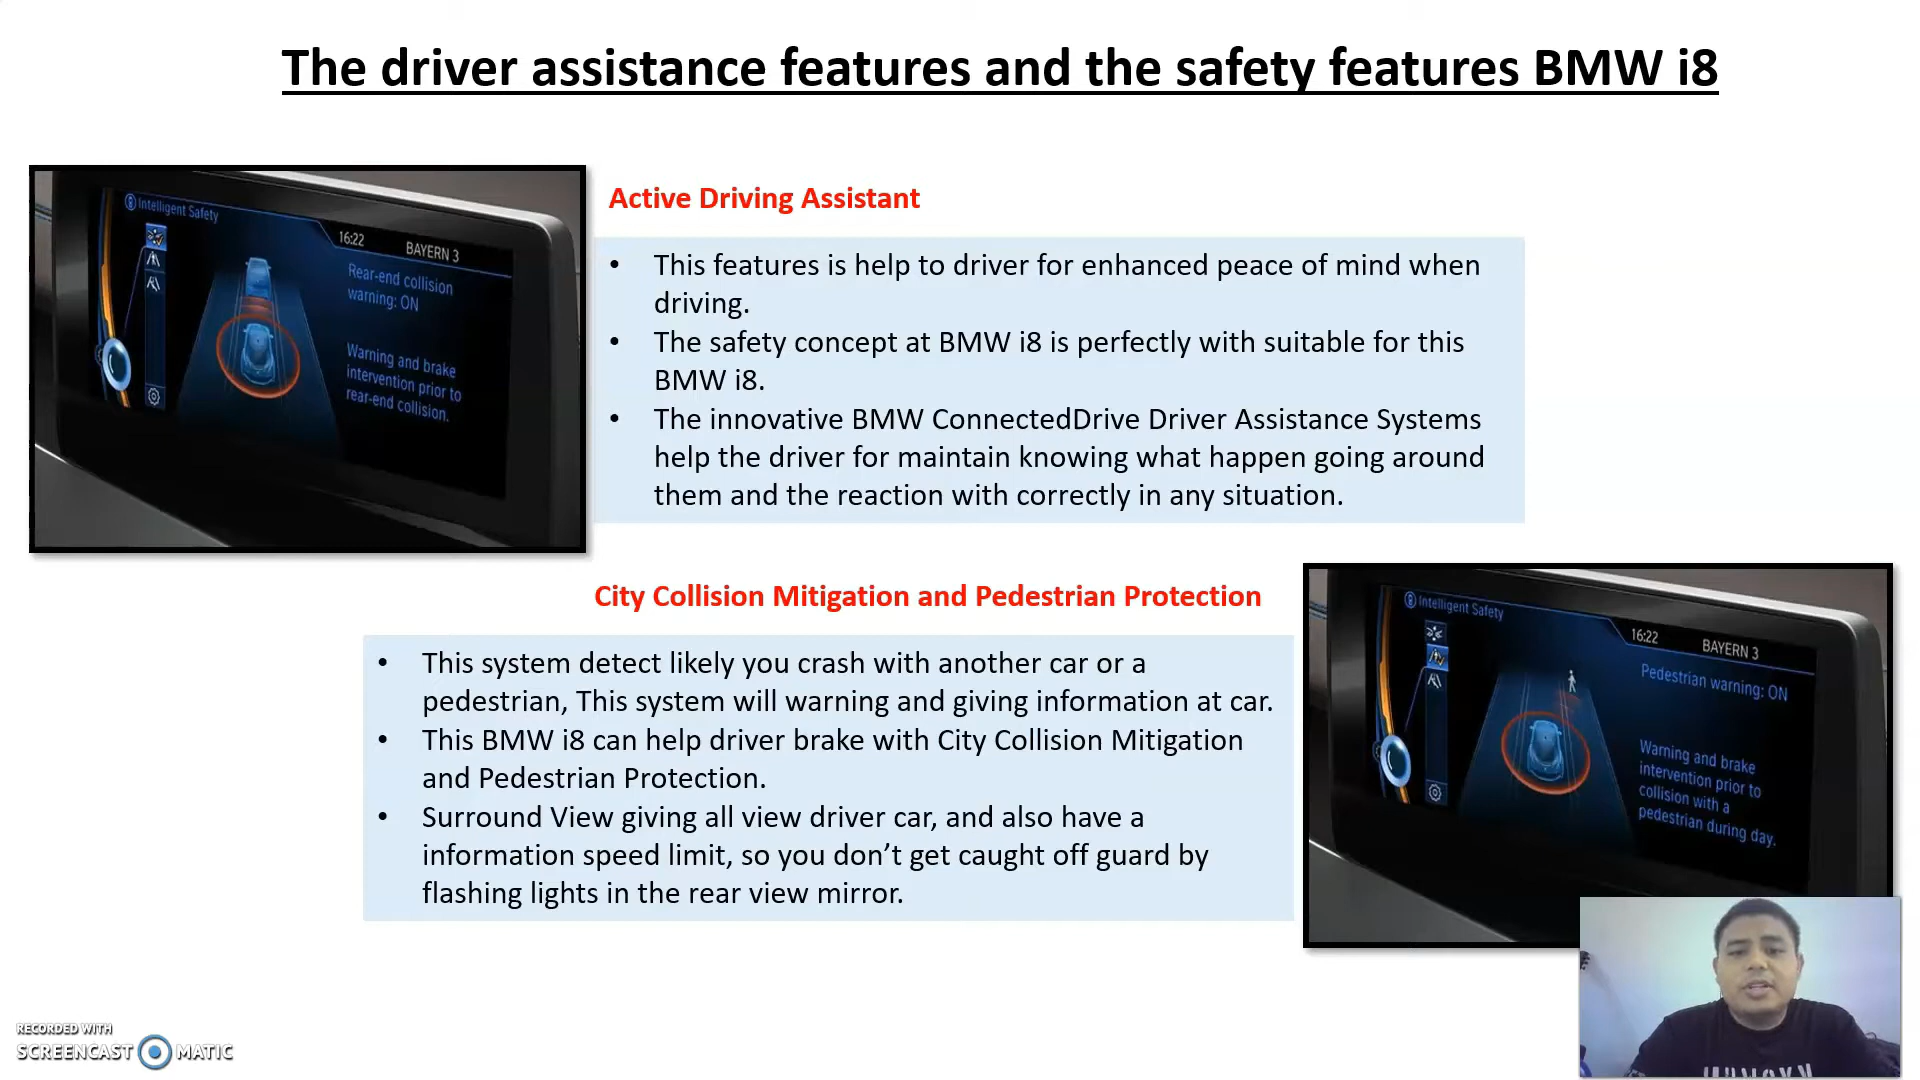 The driver assistance features and the safety features BMW i8
Intelligent Safety
16:22
BAYERN 3
Rear-end collision
warning: ON
Warning and brake
intervention prior to
rear-end collision.
Active Driving Assistant
• This features is help to driver for enhanced peace of mind when
driving.
• The safety concept at BMW i8 is perfectly with suitable for this
BMW i8.
• The innovative BMW ConnectedDrive Driver Assistance Systems
help the driver for maintain knowing what happen going around
them and the reaction with correctly in any situation.
City Collision Mitigation and Pedestrian Protection
• This system detect likely you crash with another car or a
pedestrian, This system will warning and giving information at car.
• This BMW i8 can help driver brake with City Collision Mitigation
and Pedestrian Protection.
• Surround View giving all view driver car, and also have a
information speed limit, so you don’t get caught off guard by
flashing lights in the rear view mirror.
Intelligent Safety
16:22
BAYERN 3
Pedestrian warning: ON
Warning and brake
intervention prior to
collision with a
pedestrian during day.
RECORDED WITH
SCREENCAST MATIC